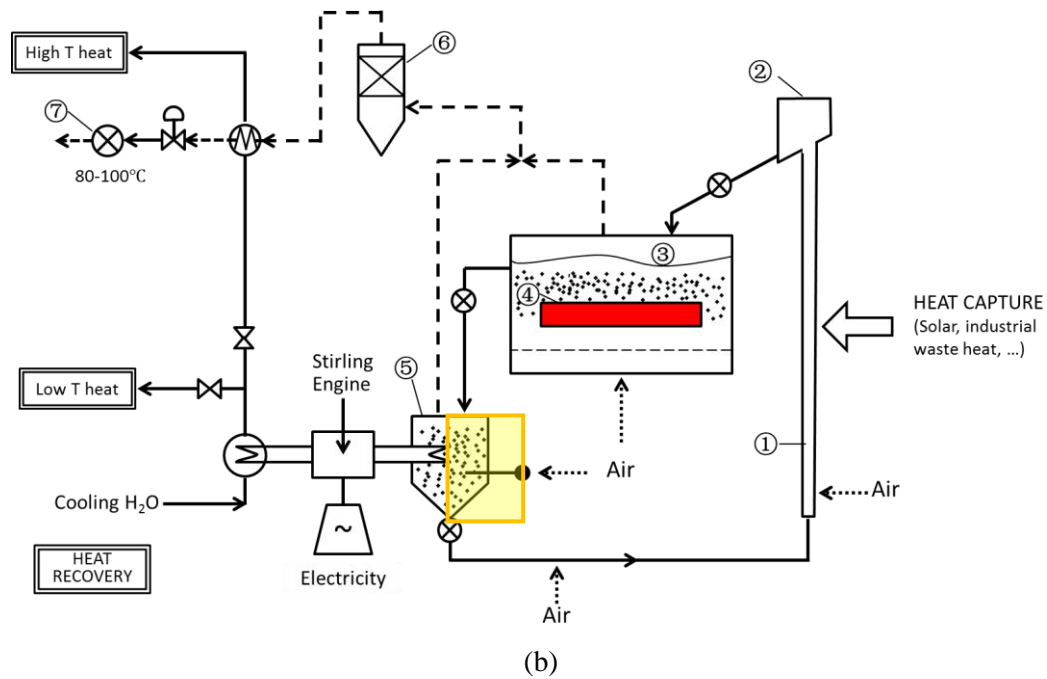 High T heat
⑥
②
⑦
80-100℃
③
④
HEAT CAPTURE
(Solar, industrial
waste heat, ...)
Stirling
Engine
Low T heat
⑤
①
Air
Air
Cooling H₂O
~
HEAT
RECOVERY
Electricity
Air
(b)